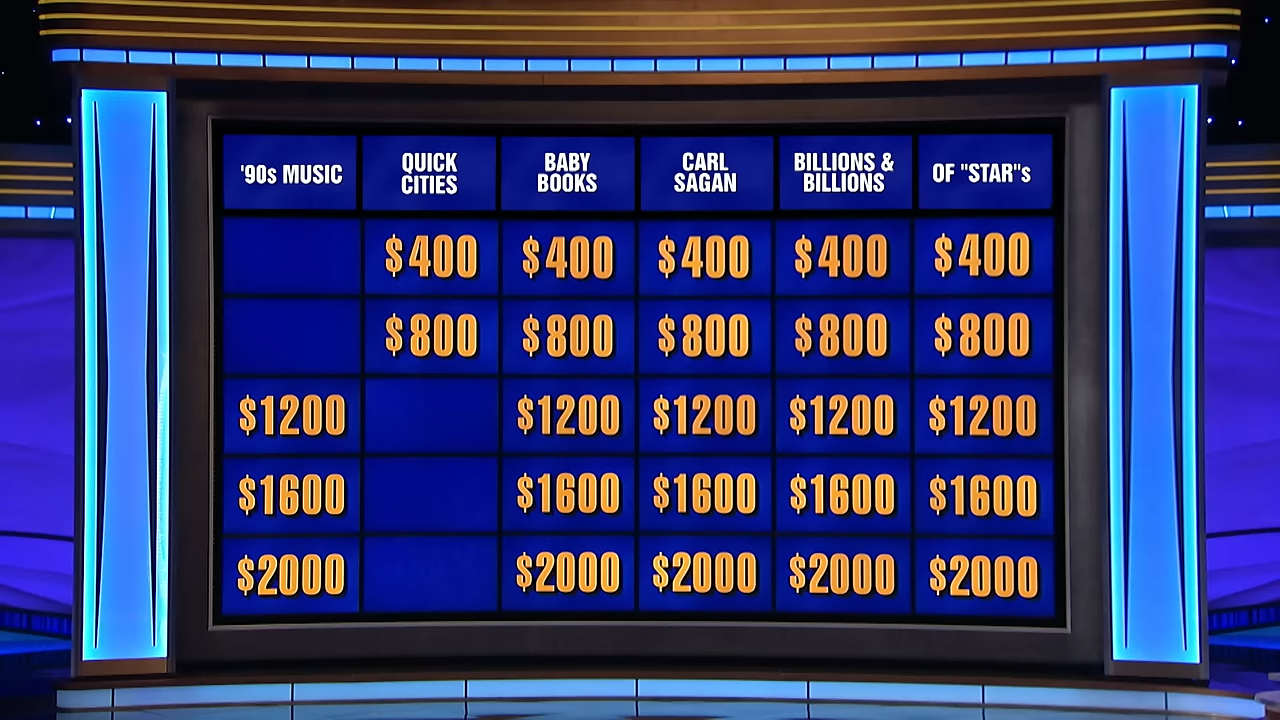 '90s MUSIC
QUICK
CITIES
BABY
BOOKS
CARL
SAGAN
BILLIONS &
BILLIONS
OF "STAR"s
$400 $400 $400 $400 $400
$800 $800 $800 $800 $800
$1200 $1200 $1200 $1200 $1200
$1600 $1600 $1600 $1600 $1600
$2000 $2000 $2000 $2000 $2000